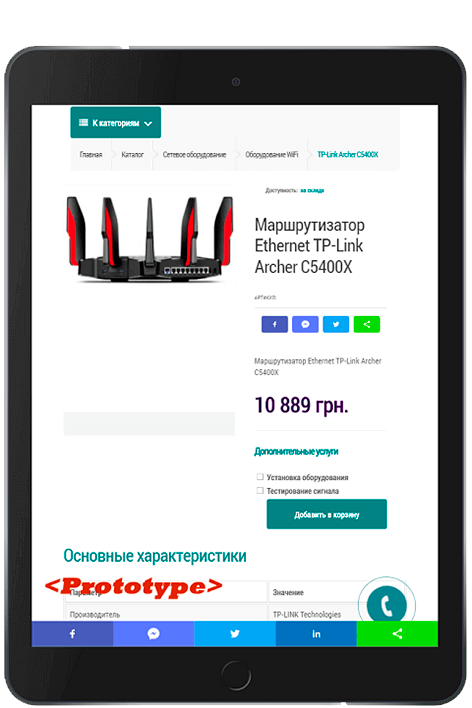 К категориям
Главная Каталог Сетевое оборудование Оборудование WiFi TP-Link Archer C5400X
Доступность: на складе
Маршрутизатор
Ethernet TP-Link
Archer C5400X
АРТИКУЛ:
Маршрутизатор Ethernet TP-Link Archer
C5400X
10 889 грн.
Дополнительные услуги
Установка оборудования
Тестирование сигнала
Добавить в корзину
Основные характеристики
<Prototype>
Параметр Значение
Производитель TP-LINK Technologies